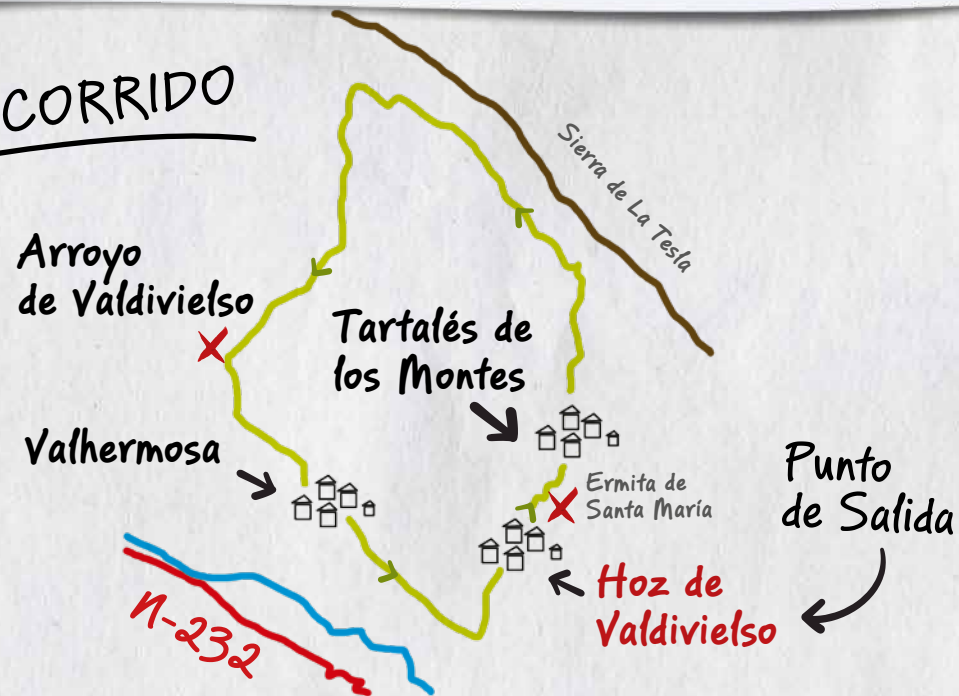 CORRIDO
Sierra de La Tesla
Arroyo
de Valdivielso
Tartalés de
los Montes
Valhermosa
Ermita de
Santa María
Punto
de Salida
Hoz de
Valdivielso
N-232